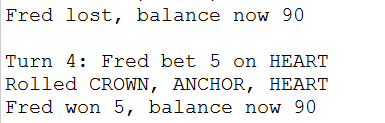 Fred lost, balance now 90
Turn 4: Fred bet 5 on HEART
Rolled CROWN, ANCHOR, HEART
Fred won 5, balance now 90